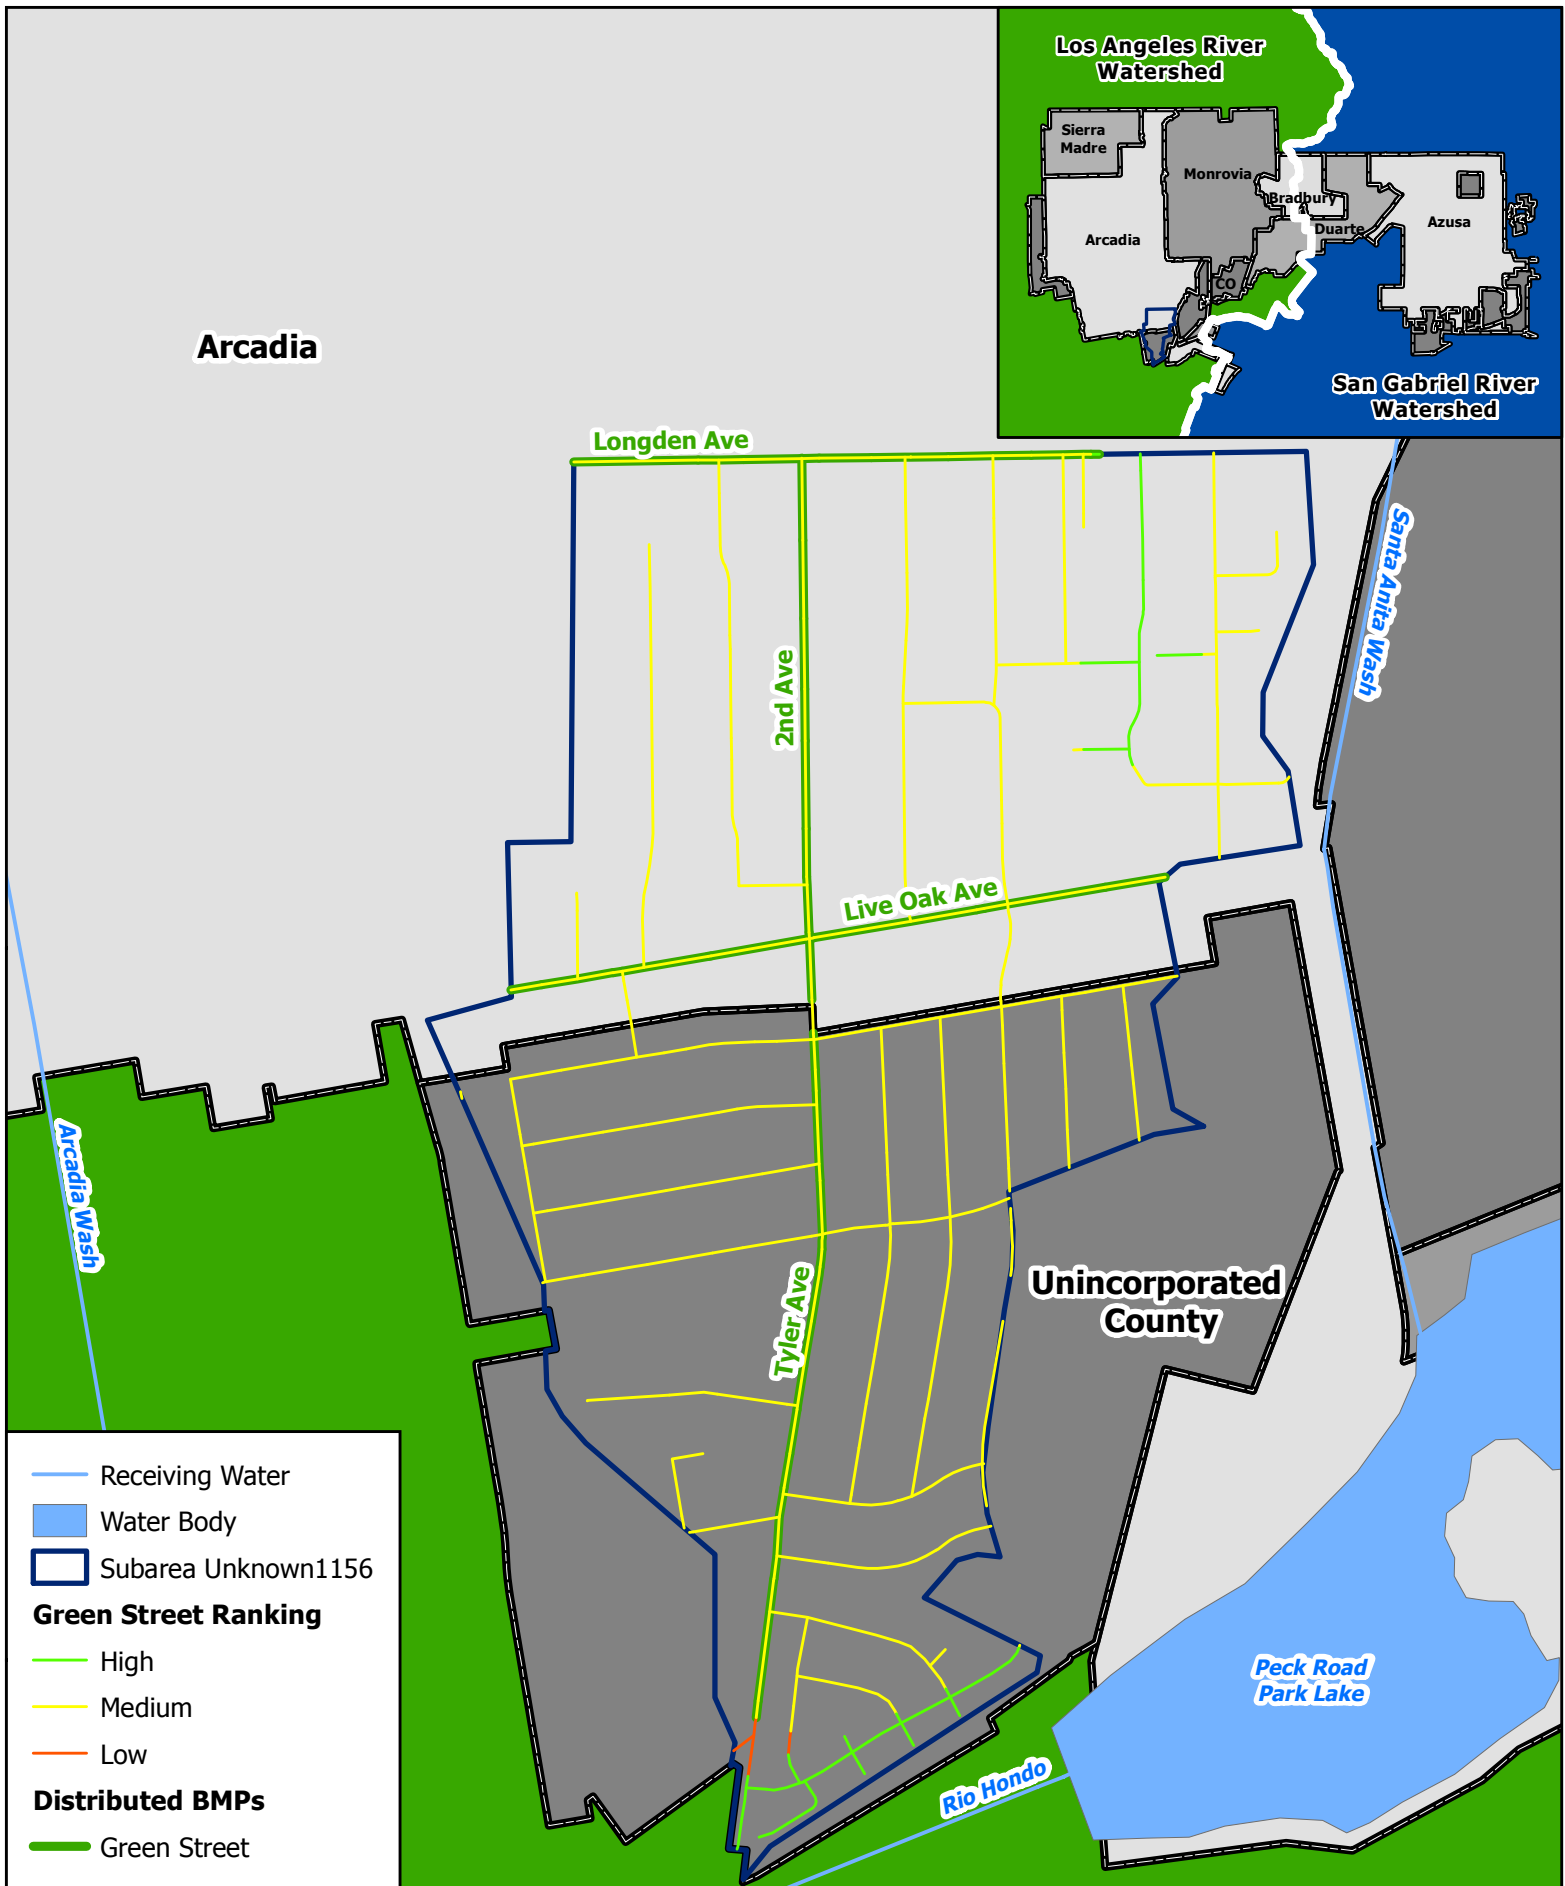 Los Angeles River
Watershed
Sierra
Madre
Monrovia
Bradbury
Duarte
Azusa
Arcadia
CO
San Gabriel River
Watershed
Arcadia
Longden Ave
Santa Anita Wash
2nd Ave
Live Oak Ave
Arcadia Wash
Unincorporated
County
Tyler Ave
Peck Road
Park Lake
Rio Hondo
Receiving Water
Water Body
Subarea Unknown1156
Green Street Ranking
High
Medium
Low
Distributed BMPs
Green Street